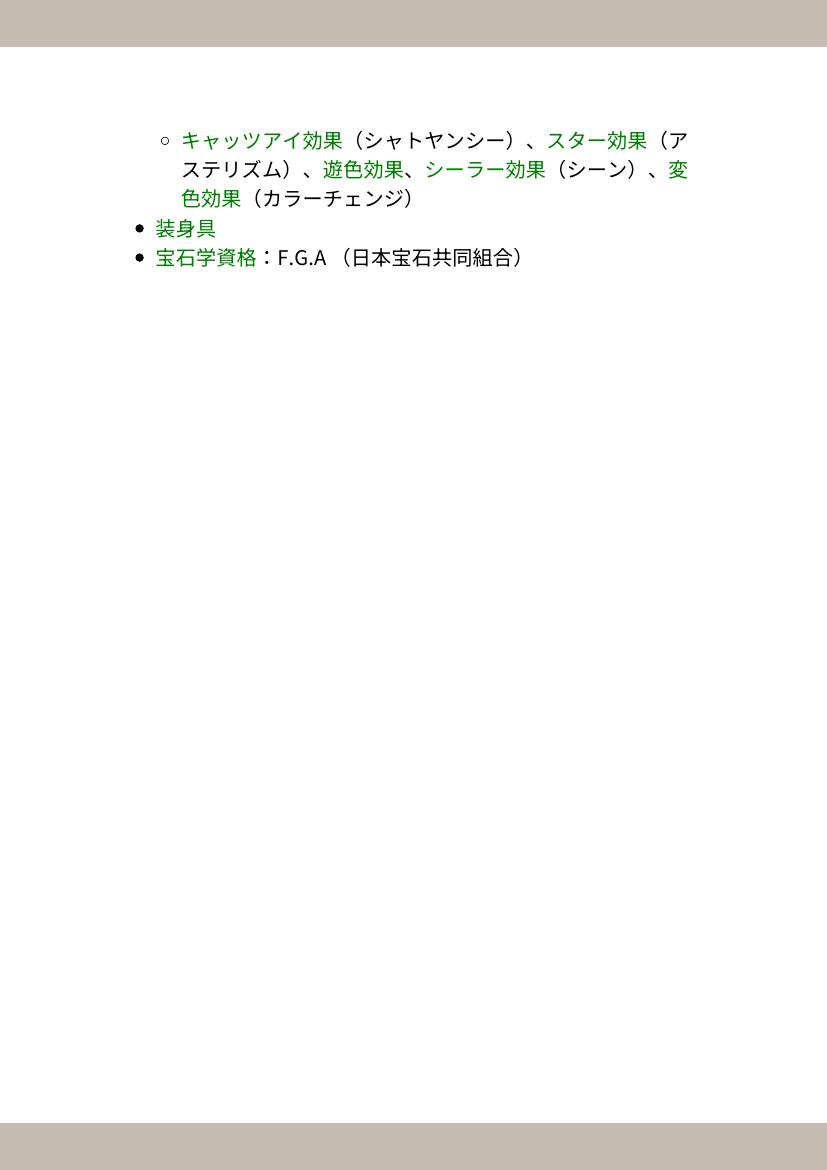 キャッツアイ効果（シャトヤンシー）、スター効果（ア
ステリズム）、遊色効果、シーラー効果（シーン）、変
色効果（カラーチェンジ）
装身具
宝石学資格：F.G.A （日本宝石共同組合）